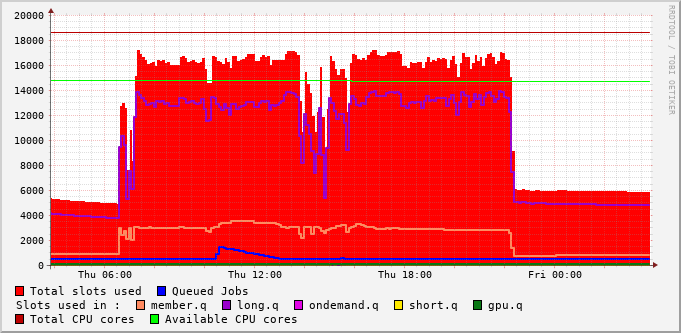 20000
18000
16000
14000
12000
10000
8000
6000
4000
2000
0
Thu 06:00 Thu 12:00 Thu 18:00 Fri 00:00
RRDTOOL / TOBI OETIKER
Total slots used Queued Jobs
Slots used in : member.q long.q ondemand.q short.q gpu.q
Total CPU cores Available CPU cores